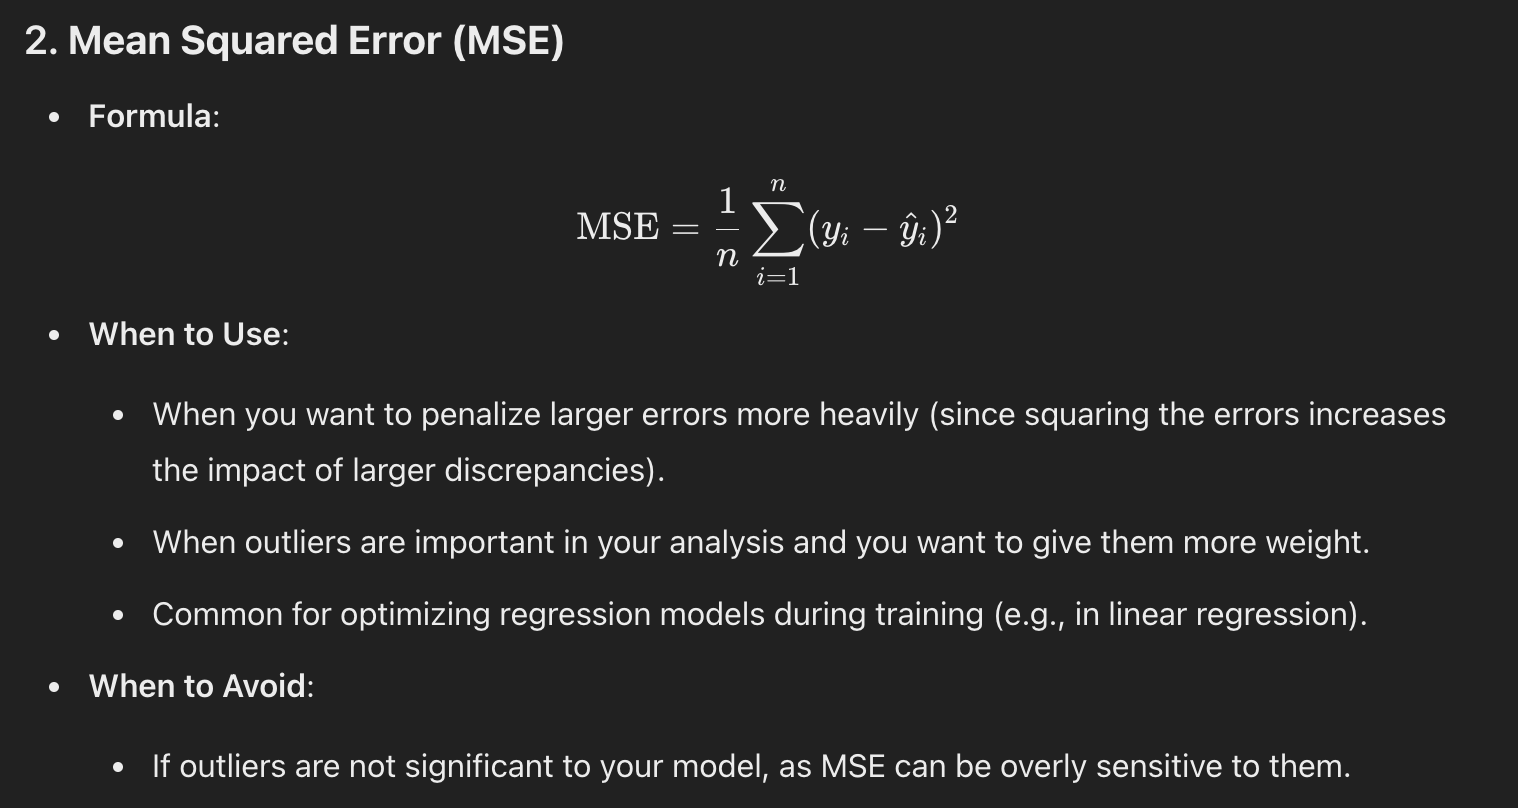 2. Mean Squared Error (MSE)
• Formula:
MSE = \frac{1}{n} \sum_{i=1}^{n} (y_i - \hat{y}_i)^2
• When to Use:
• When you want to penalize larger errors more heavily (since squaring the errors increases
the impact of larger discrepancies).
• When outliers are important in your analysis and you want to give them more weight.
• Common for optimizing regression models during training (e.g., in linear regression).
• When to Avoid:
• If outliers are not significant to your model, as MSE can be overly sensitive to them.